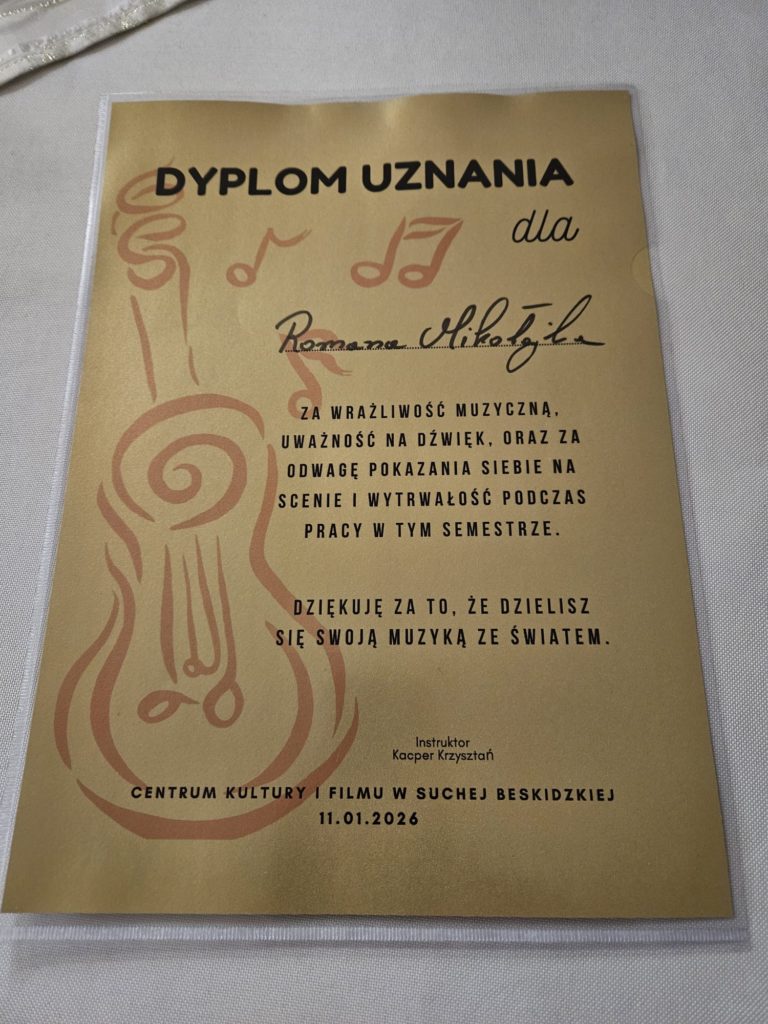 DYPLOM UZNANIA
dla
Romana Mikołajka
ZA WRAŻLIWOŚĆ MUZYCZNĄ,
UWAŻNOŚĆ NA DŹWIĘK, ORAZ ZA
ODWAGĘ POKAZANIA SIEBIE NA
SCENIE I WYTRWAŁOŚĆ PODCZAS
PRACY W TYM SEMESTRZE.
DZIĘKUJĘ ZA TO, ŻE DZIELISZ
SIĘ SWOJĄ MUZYKĄ ZE ŚWIATEM.
Instruktor
Kacper Krzysztań
CENTRUM KULTURY I FILMU W SUCHEJ BESKIDZKIEJ
11.01.2026